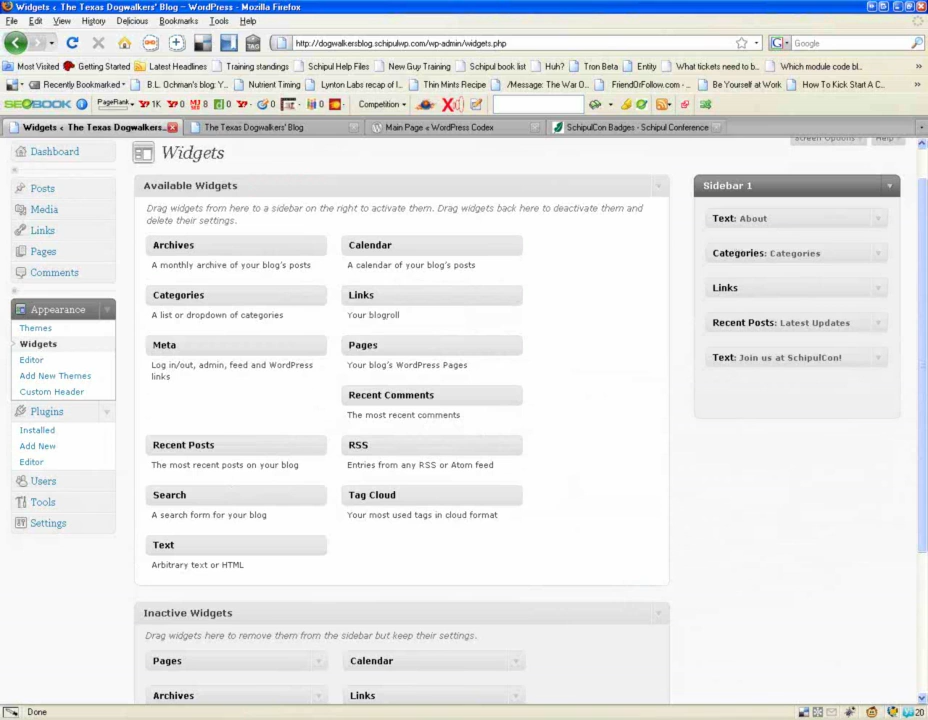 Widgets ‹ The Texas Dogwalkers' Blog — WordPress - Mozilla Firefox
File Edit View History Delicious Bookmarks Tools Help
http://dogwalkersblog.schipulwp.com/wp-admin/widgets.php
Google
Most Visited Getting Started Latest Headlines Training standings Schipul Help Files New Guy Training Schipul book list Huh? Tron Beta Entity What tickets need to b... Which module code bl...
Recently Bookmarked B.L. Ochman's blog: Y... Nutrient Timing Lynton Labs recap of I... Thin Mints Recipe /Message: The War O... FriendOrFollow.com - ... Be Yourself at Work How To Kick Start A C...
SEOBOOK PageRank 1K 0 8 0 0 0 Competition
Widgets ‹ The Texas Dogwalkers... The Texas Dogwalkers' Blog Main Page « WordPress Codex SchipulCon Badges - Schipul Conference
Screen Options Help
Dashboard
Posts
Media
Links
Pages
Comments
Appearance
Themes
Widgets
Editor
Add New Themes
Custom Header
Plugins
Installed
Add New
Editor
Users
Tools
Settings
Widgets
Available Widgets
Drag widgets from here to a sidebar on the right to activate them. Drag widgets back here to deactivate them and
delete their settings.
Archives Calendar
A monthly archive of your blog's posts A calendar of your blog's posts
Categories Links
A list or dropdown of categories Your blogroll
Meta Pages
Log in/out, admin, feed and WordPress Your blog's WordPress Pages
links
Recent Comments
The most recent comments
Recent Posts RSS
The most recent posts on your blog Entries from any RSS or Atom feed
Search Tag Cloud
A search form for your blog Your most used tags in cloud format
Text
Arbitrary text or HTML
Inactive Widgets
Drag widgets here to remove them from the sidebar but keep their settings.
Pages Calendar
Archives Links
Sidebar 1
Text: About
Categories: Categories
Links
Recent Posts: Latest Updates
Text: Join us at SchipulCon!
Done 20